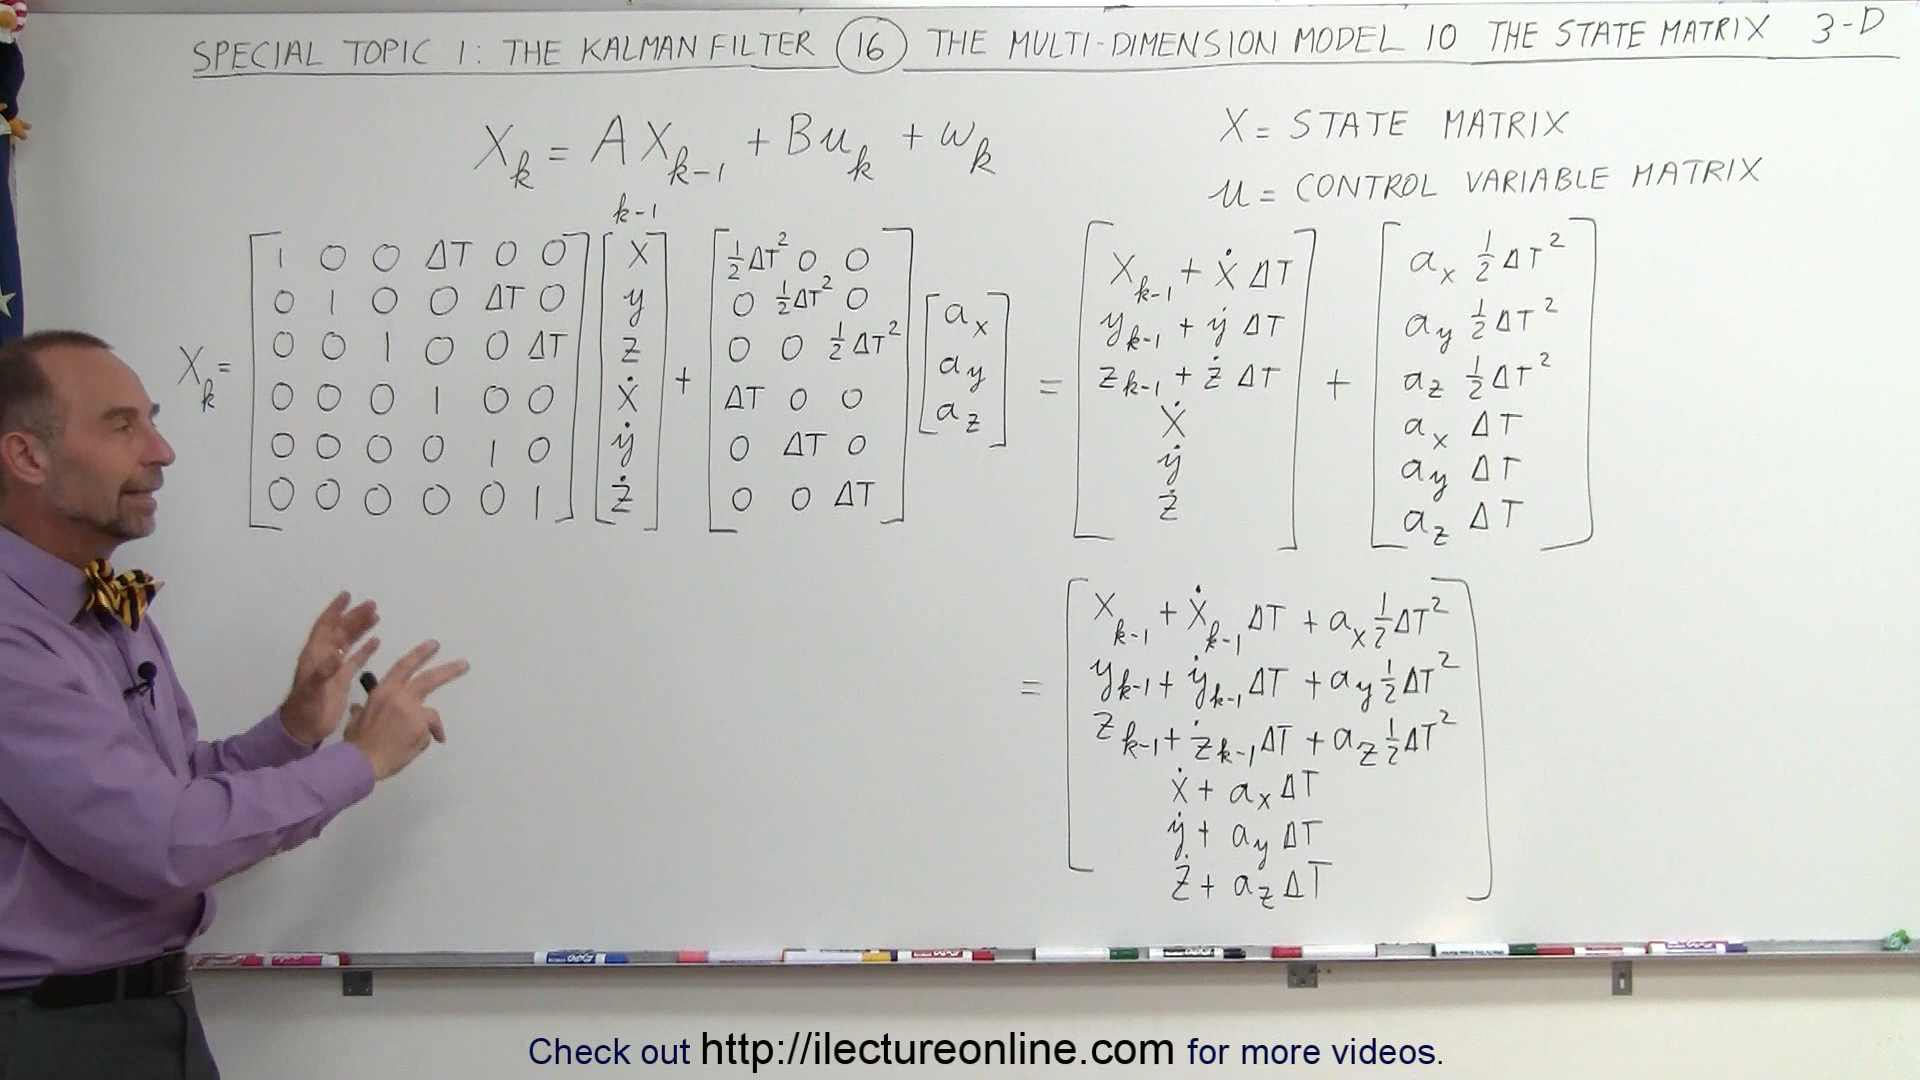 SPECIAL TOPIC 1: THE KALMAN FILTER (16) THE MULTI-DIMENSION MODEL 10 THE STATE MATRIX 3-D
X_k = A X_{k-1} + B u_k + w_k
X = STATE MATRIX
u = CONTROL VARIABLE MATRIX
X_k = [1 0 0 ΔT 0 0; 0 1 0 0 ΔT 0; 0 0 1 0 0 ΔT; 0 0 0 1 0 0; 0 0 0 0 1 0; 0 0 0 0 0 1] [X; y; z; Ẋ; ẏ; ż]^{k-1} + [½ΔT² 0 0; 0 ½ΔT² 0; 0 0 ½ΔT²; ΔT 0 0; 0 ΔT 0; 0 0 ΔT] [a_x; a_y; a_z] = [X_{k-1} + Ẋ ΔT; y_{k-1} + ẏ ΔT; z_{k-1} + ż ΔT; Ẋ; ẏ; ż] + [a_x ½ΔT²; a_y ½ΔT²; a_z ½ΔT²; a_x ΔT; a_y ΔT; a_z ΔT]
= [X_{k-1} + Ẋ_{k-1} ΔT + a_x ½ΔT²; y_{k-1} + ẏ_{k-1} ΔT + a_y ½ΔT²; z_{k-1} + ż_{k-1} ΔT + a_z ½ΔT²; Ẋ + a_x ΔT; ẏ + a_y ΔT; ż + a_z ΔT]
Check out http://ilectureonline.com for more videos.